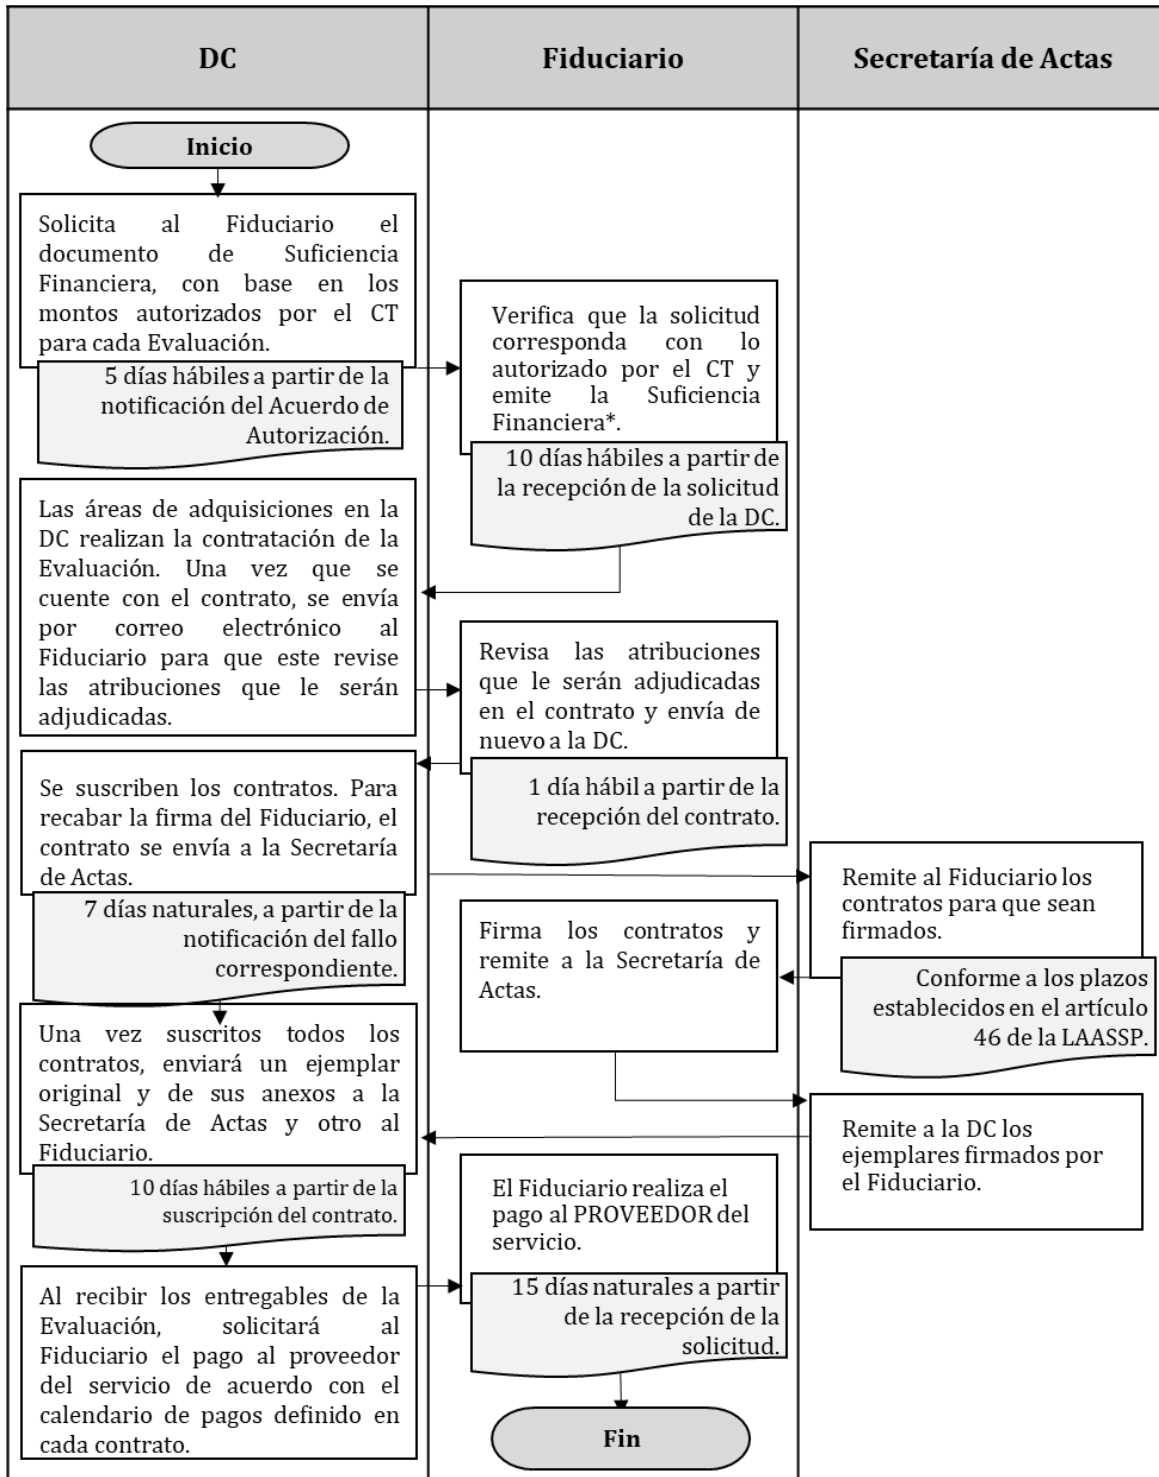 DC
Fiduciario
Secretaría de Actas
Inicio
Solicita al Fiduciario el
documento de Suficiencia
Financiera, con base en los
montos autorizados por el CT
para cada Evaluación.
5 días hábiles a partir de la
notificación del Acuerdo de
Autorización.
Verifica que la solicitud
corresponda con lo
autorizado por el CT y
emite la Suficiencia
Financiera*.
10 días hábiles a partir de
la recepción de la solicitud
de la DC.
Las áreas de adquisiciones en la
DC realizan la contratación de la
Evaluación. Una vez que se
cuente con el contrato, se envía
por correo electrónico al
Fiduciario para que este revise
las atribuciones que le serán
adjudicadas.
Revisa las atribuciones
que le serán adjudicadas
en el contrato y envía de
nuevo a la DC.
1 día hábil a partir de la
recepción del contrato.
Se suscriben los contratos. Para
recabar la firma del Fiduciario, el
contrato se envía a la Secretaría
de Actas.
7 días naturales, a partir de la
notificación del fallo
correspondiente.
Remite al Fiduciario los
contratos para que sean
firmados.
Conforme a los plazos
establecidos en el artículo
46 de la LAASSP.
Firma los contratos y
remite a la Secretaría de
Actas.
Una vez suscritos todos los
contratos, enviará un ejemplar
original y de sus anexos a la
Secretaría de Actas y otro al
Fiduciario.
10 días hábiles a partir de la
suscripción del contrato.
Remite a la DC los
ejemplares firmados por
el Fiduciario.
El Fiduciario realiza el
pago al PROVEEDOR del
servicio.
15 días naturales a partir
de la recepción de la
solicitud.
Al recibir los entregables de la
Evaluación, solicitará al
Fiduciario el pago al proveedor
del servicio de acuerdo con el
calendario de pagos definido en
cada contrato.
Fin